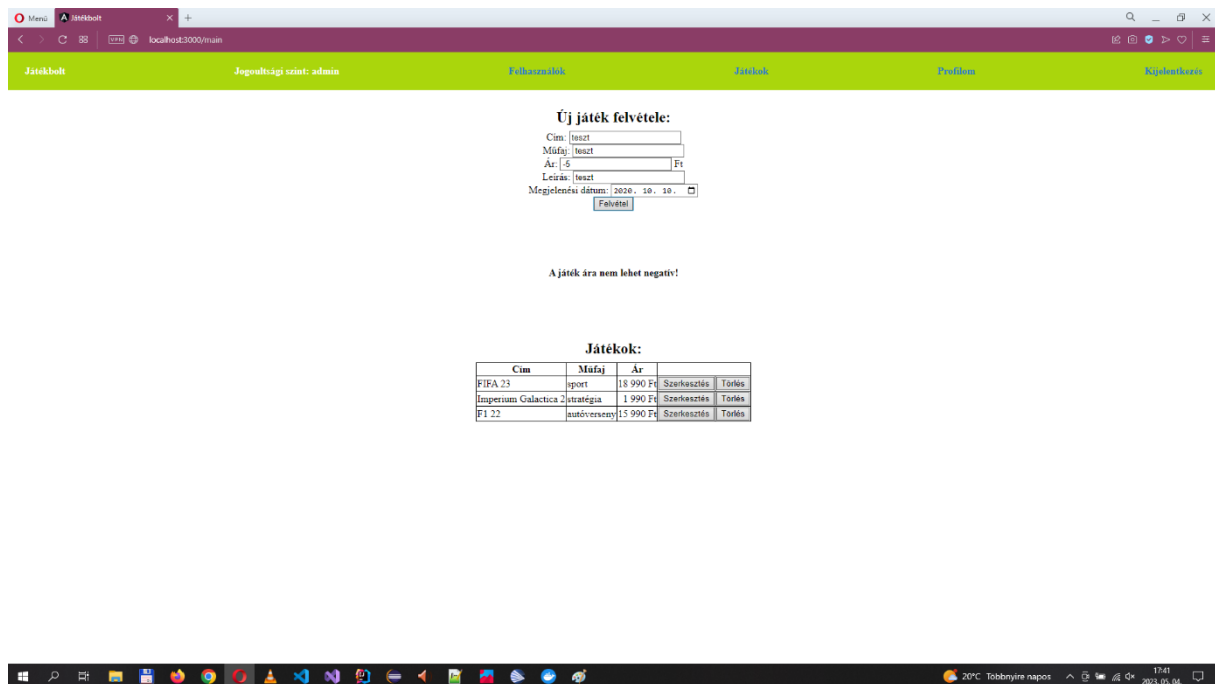 Menü Játékbolt
VPN localhost:3000/main
Játékbolt Jogoultsági szint: admin Felhasználók Játékok Profilom Kijelentkezés
Új játék felvétele:
Cím: teszt
Műfaj: teszt
Ár: -5 Ft
Leírás: teszt
Megjelenési dátum: 2020. 10. 10.
Felvétel
A játék ára nem lehet negatív!
Játékok:
Cím Műfaj Ár
FIFA 23 sport 18 990 Ft Szerkesztés Törlés
Imperium Galactica 2 stratégia 1 990 Ft Szerkesztés Törlés
F1 22 autóverseny 15 990 Ft Szerkesztés Törlés
20°C Többnyire napos
17:41
2023. 05. 04.